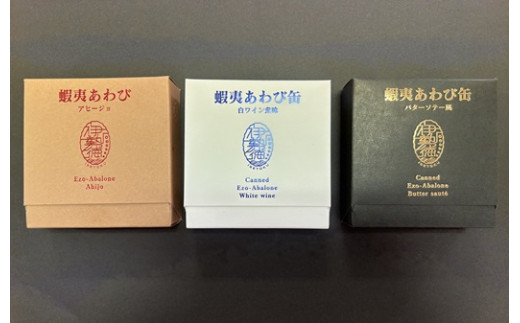 蝦夷あわび
アヒージョ
Ezo-Abalone
Ahijo
蝦夷あわび缶
白ワイン煮
Canned
Ezo-Abalone
White wine
蝦夷あわび缶
バターソテー風
Canned
Ezo-Abalone
Butter sauté